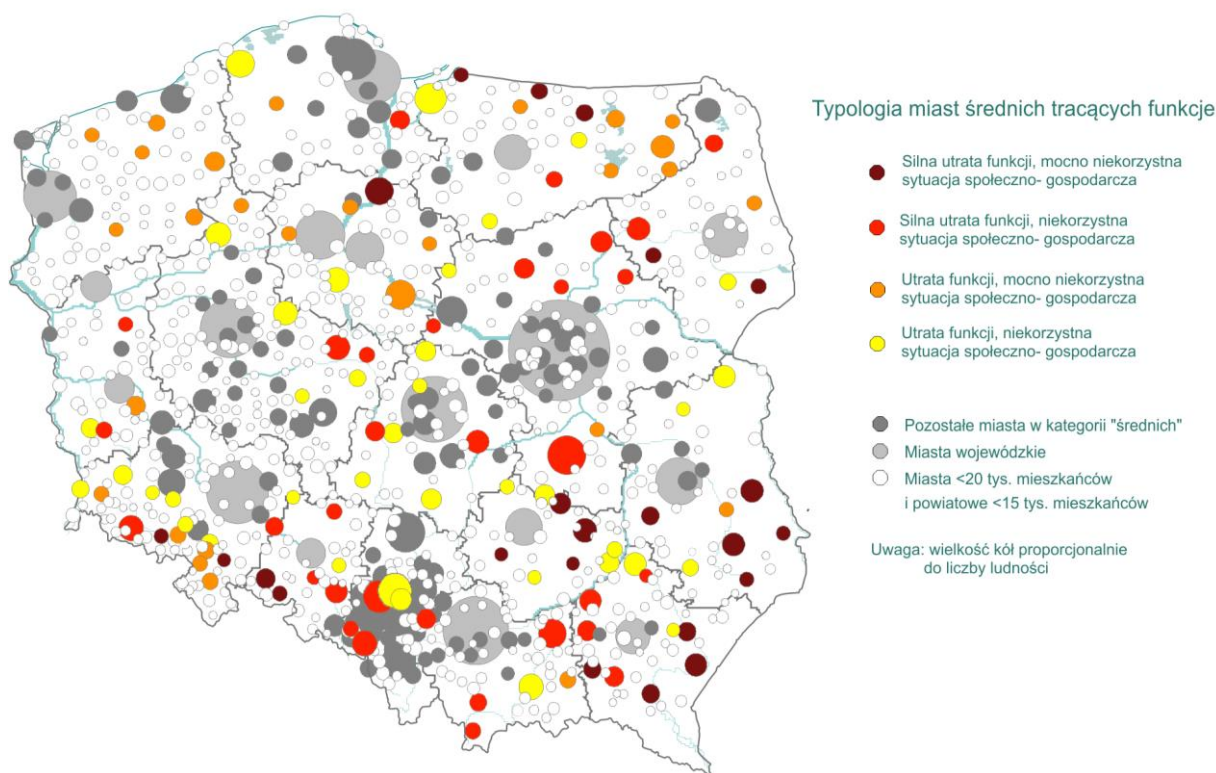 Typologia miast średnich tracących funkcje
Silna utrata funkcji, mocno niekorzystna
sytuacja społeczno- gospodarcza
Silna utrata funkcji, niekorzystna
sytuacja społeczno- gospodarcza
Utrata funkcji, mocno niekorzystna
sytuacja społeczno- gospodarcza
Utrata funkcji, niekorzystna
sytuacja społeczno- gospodarcza
Pozostałe miasta w kategorii "średnich"
Miasta wojewódzkie
Miasta <20 tys. mieszkańców
i powiatowe <15 tys. mieszkańców
Uwaga: wielkość kół proporcjonalnie
do liczby ludności